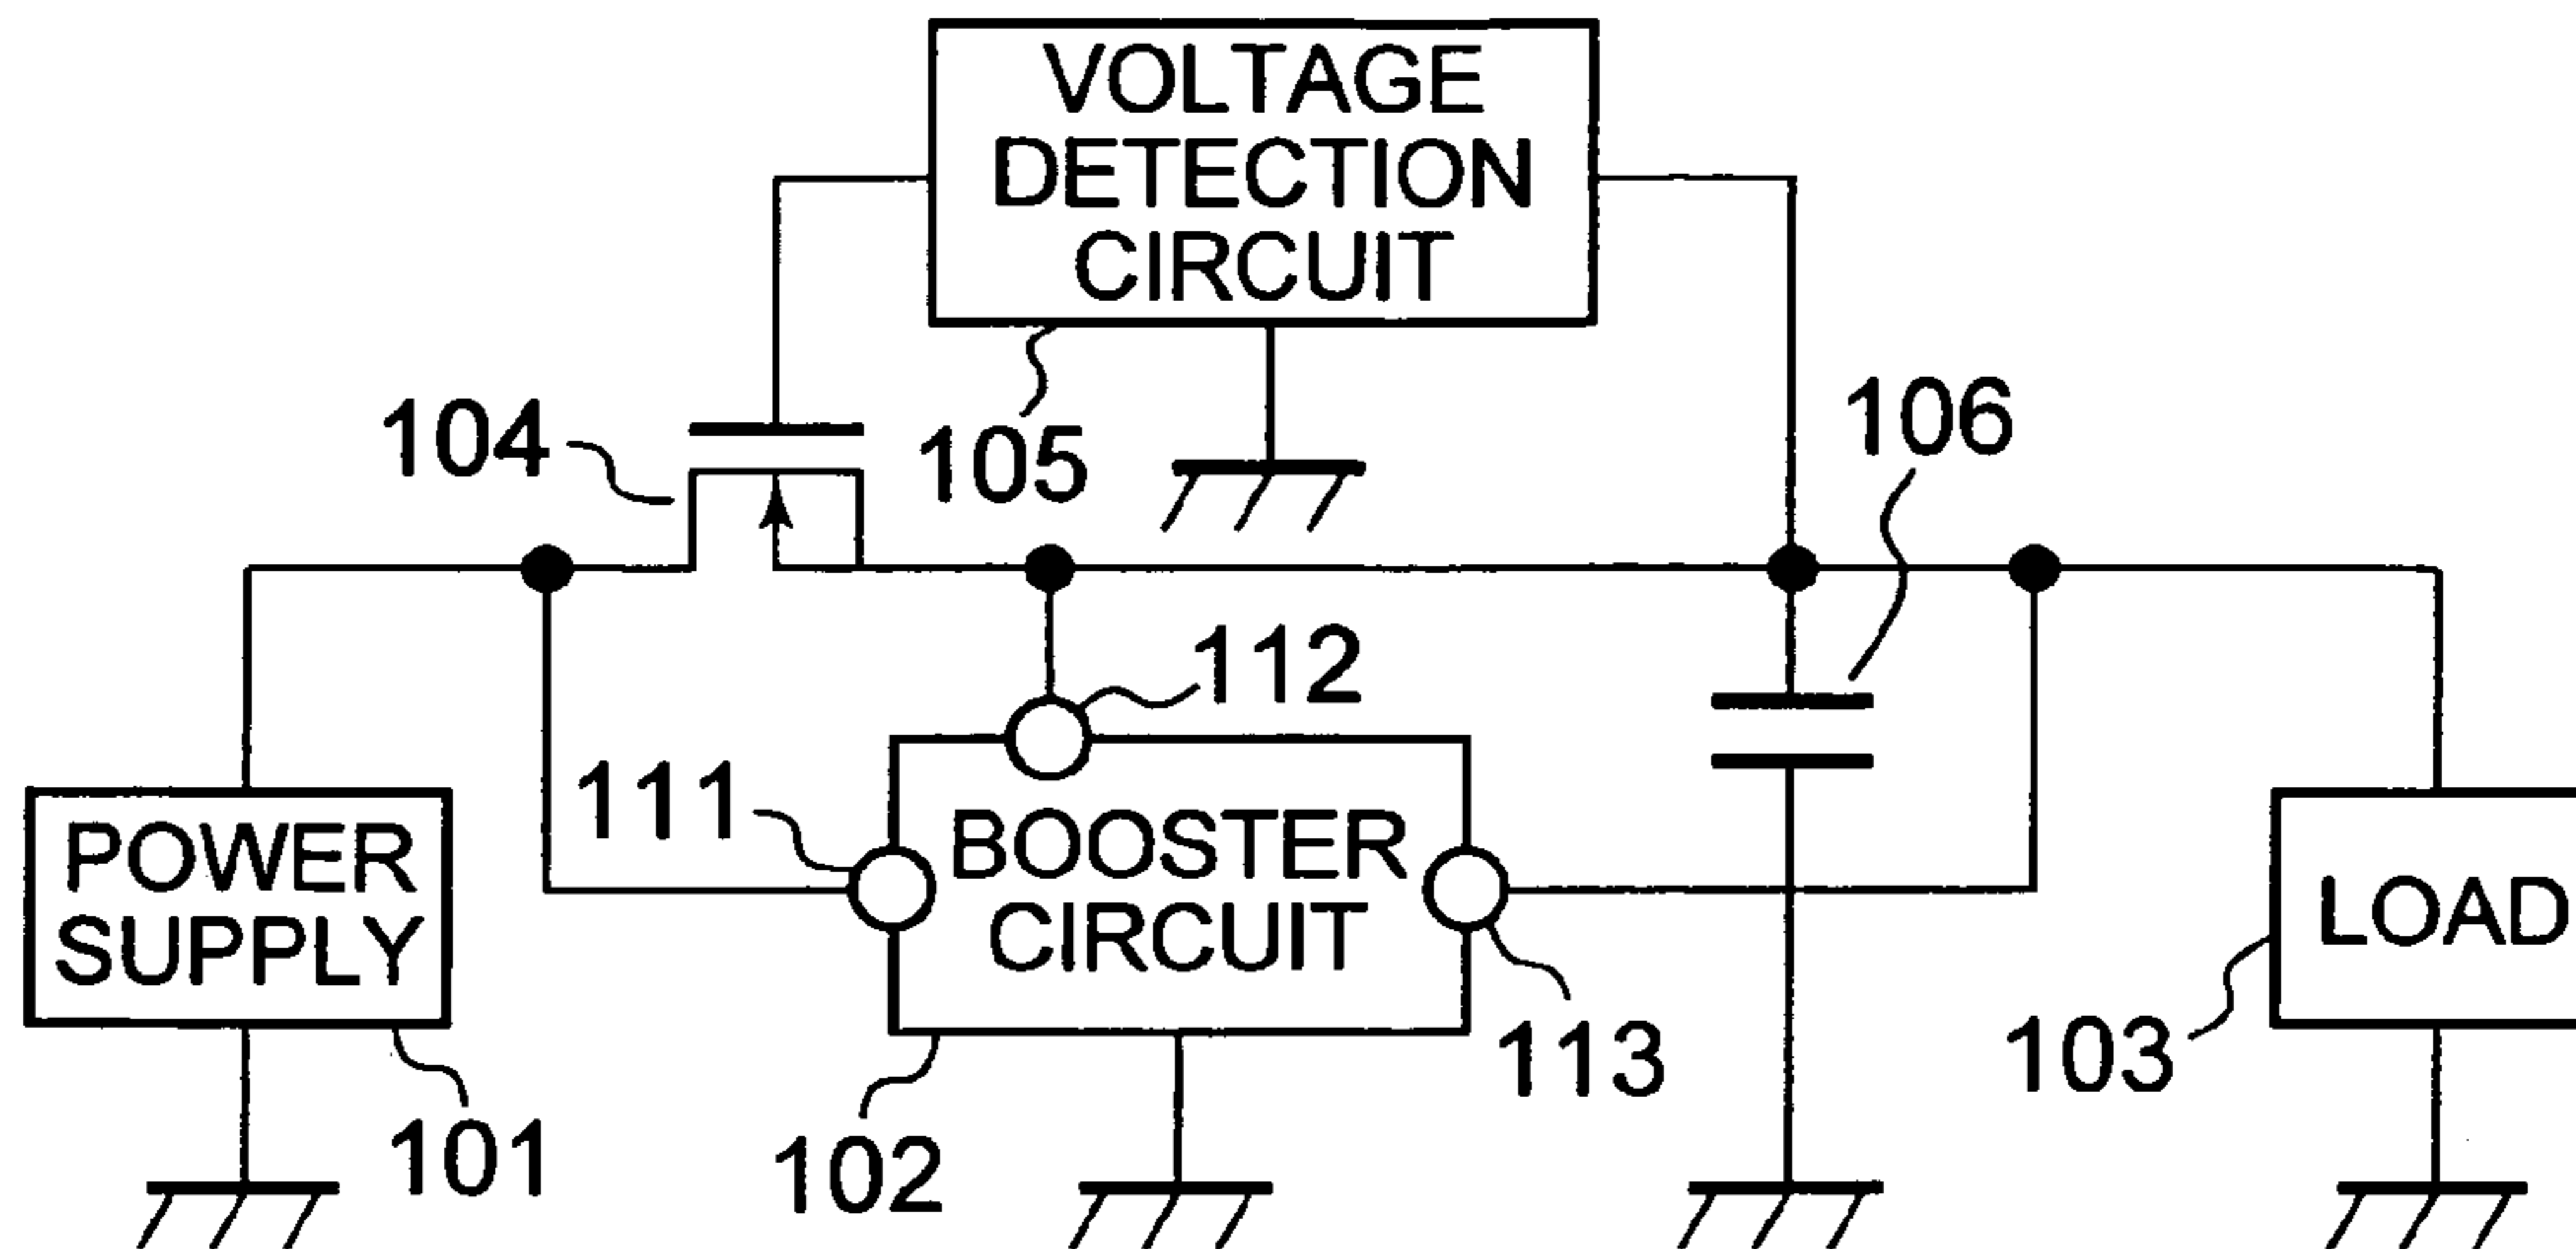 VOLTAGE
DETECTION
CIRCUIT
104
105
106
112
111
BOOSTER
CIRCUIT
POWER
SUPPLY
LOAD
113
103
101
102